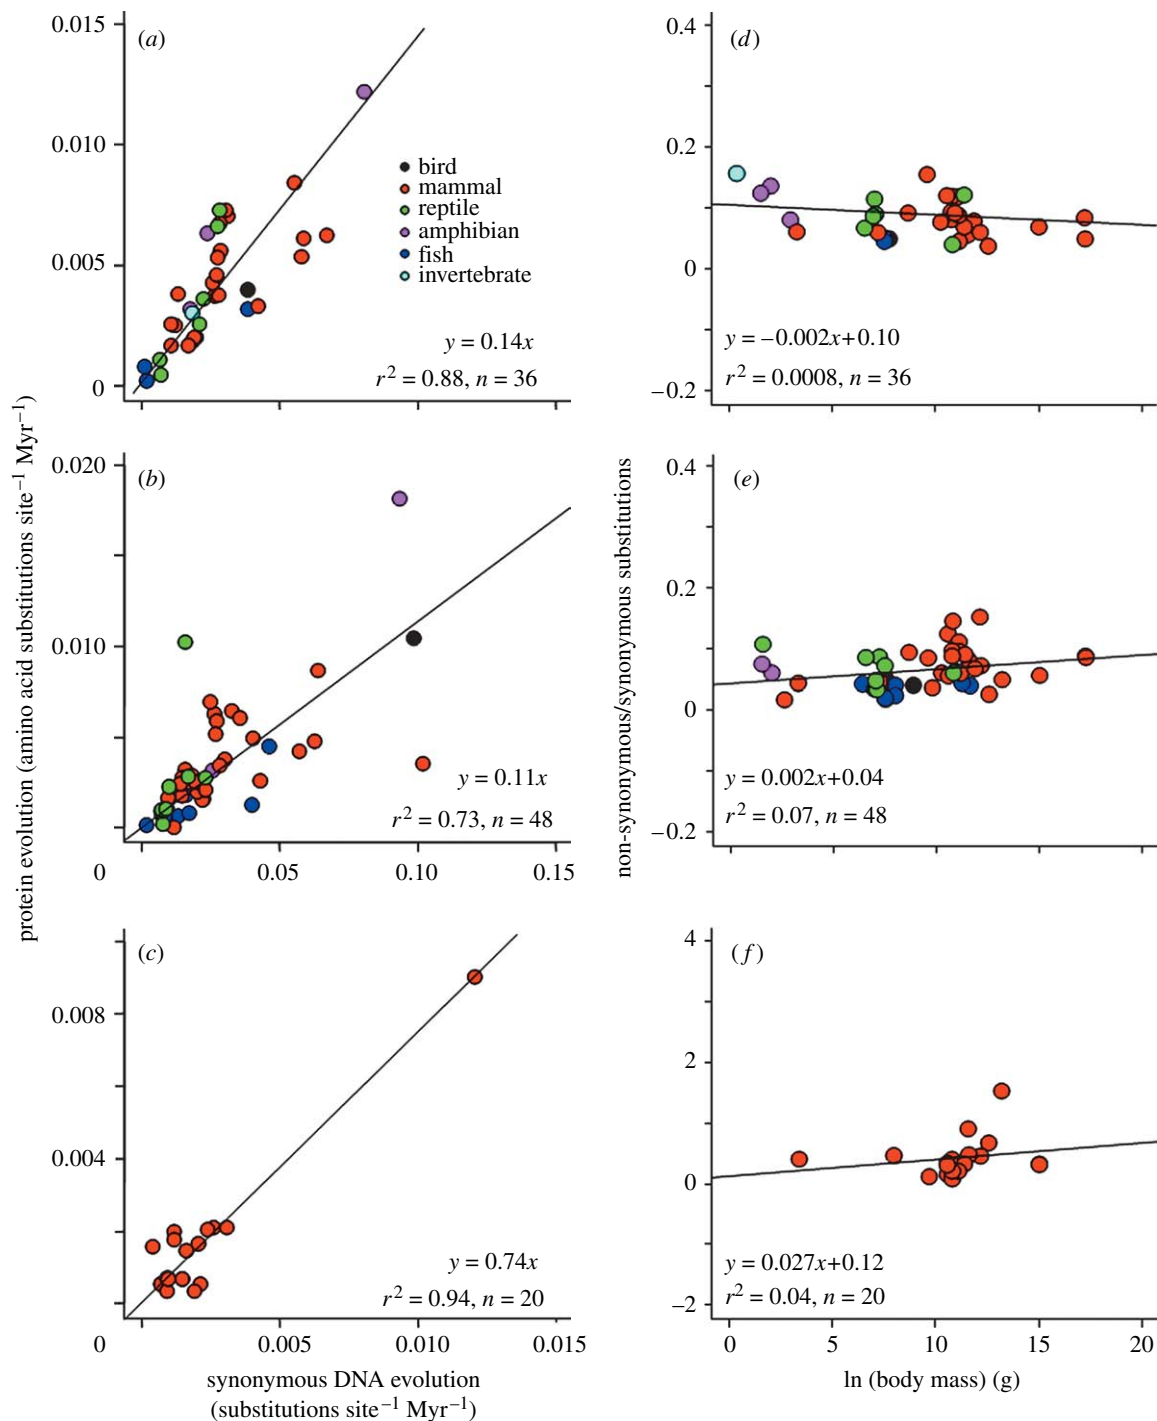 0.015
(a)
0.010
bird
mammal
reptile
amphibian
fish
invertebrate
0.005
y = 0.14x
r² = 0.88, n = 36
0
0.4
(d)
0.2
0
y = −0.002x+0.10
r² = 0.0008, n = 36
−0.2
protein evolution (amino acid substitutions site⁻¹ Myr⁻¹)
0.020
(b)
0.010
y = 0.11x
r² = 0.73, n = 48
0 0.05 0.10 0.15
non-synonymous/synonymous substitutions
0.4
(e)
0.2
0
y = 0.002x+0.04
r² = 0.07, n = 48
−0.2
(c)
0.008
0.004
y = 0.74x
r² = 0.94, n = 20
0 0.005 0.010 0.015
synonymous DNA evolution
(substitutions site⁻¹ Myr⁻¹)
4
(f)
2
0
y = 0.027x+0.12
r² = 0.04, n = 20
−2
0 5 10 15 20
ln (body mass) (g)